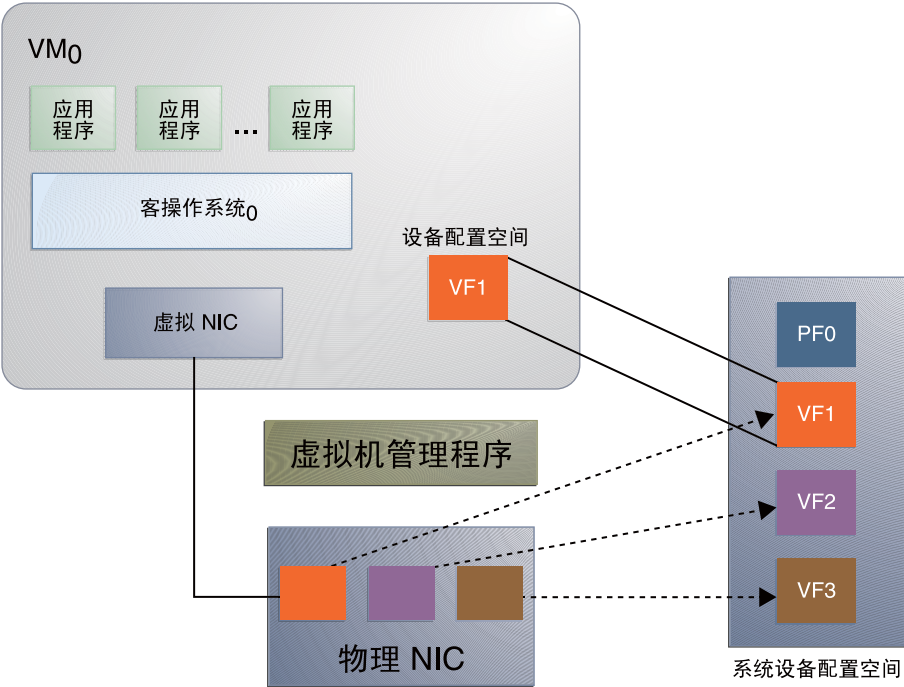 VM0
应用
程序
应用
程序
...
应用
程序
客操作系统0
设备配置空间
VF1
虚拟 NIC
PF0
VF1
虚拟机管理程序
VF2
VF3
物理 NIC
系统设备配置空间